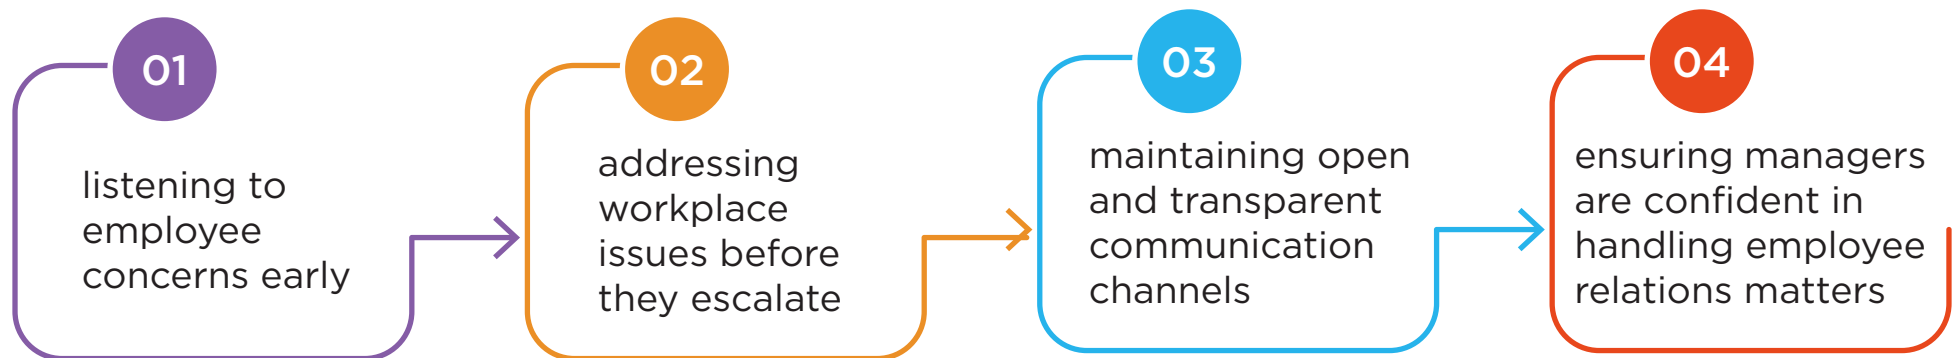 01
listening to
employee
concerns early
02
addressing
workplace
issues before
they escalate
03
maintaining open
and transparent
communication
channels
04
ensuring managers
are confident in
handling employee
relations matters